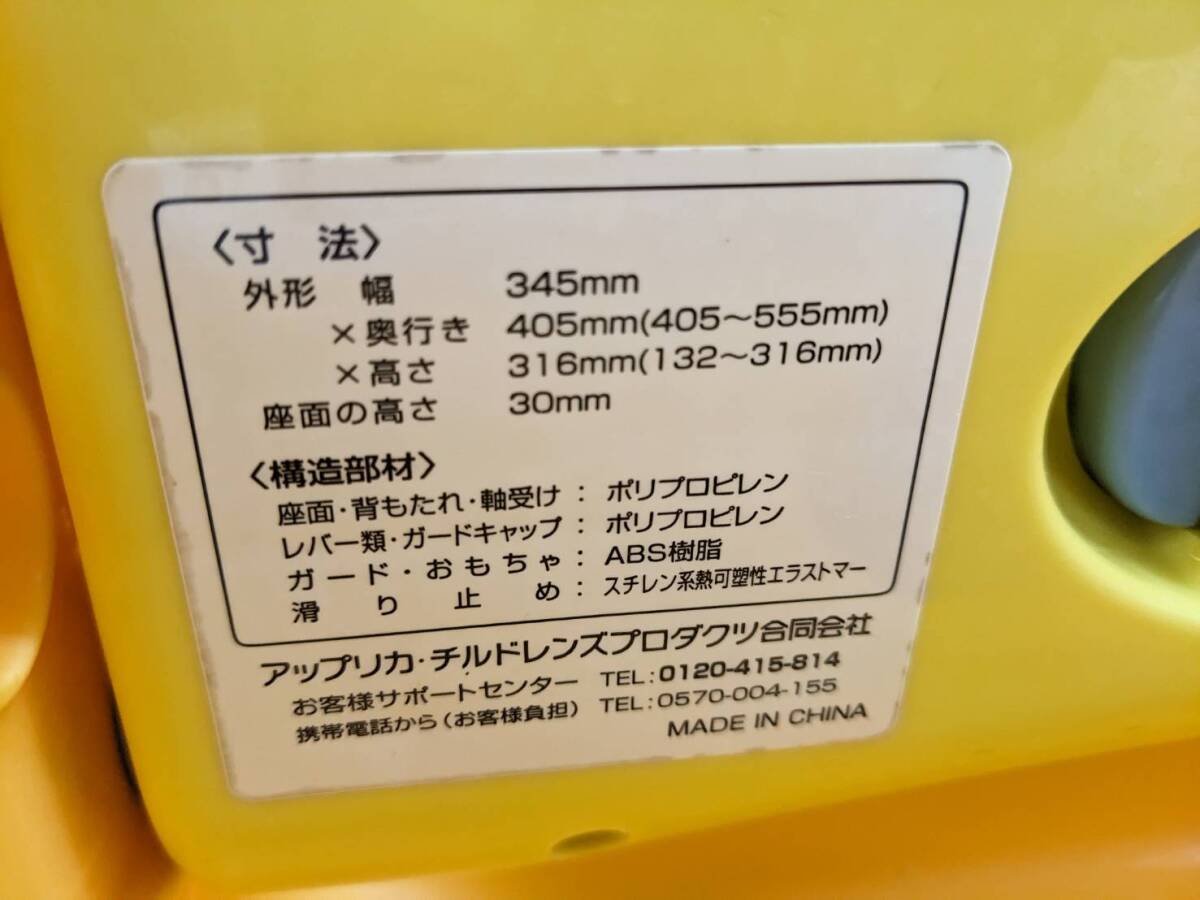 〈寸 法〉
外形 幅 345mm
×奥行き 405mm(405～555mm)
×高さ 316mm(132～316mm)
座面の高さ 30mm
〈構造部材〉
座面・背もたれ・軸受け：ポリプロピレン
レバー類・ガードキャップ：ポリプロピレン
ガード・おもちゃ：ABS樹脂
滑り止め：スチレン系熱可塑性エラストマー
アップリカ・チルドレンズプロダクツ合同会社
お客様サポートセンター TEL:0120-415-814
携帯電話から（お客様負担） TEL:0570-004-155
MADE IN CHINA